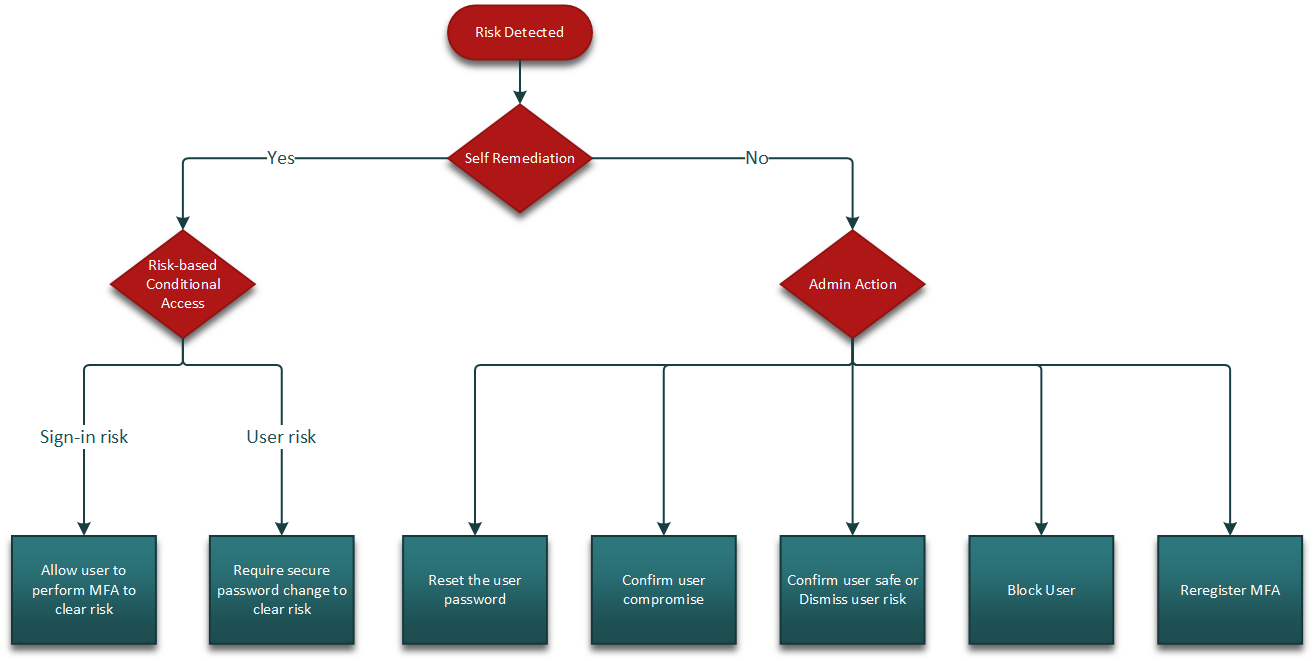 Risk Detected
Self Remediation
Yes
No
Risk-based
Conditional
Access
Admin Action
Sign-in risk
User risk
Allow user to
perform MFA to
clear risk
Require secure
password change to
clear risk
Reset the user
password
Confirm user
compromise
Confirm user safe or
Dismiss user risk
Block User
Reregister MFA